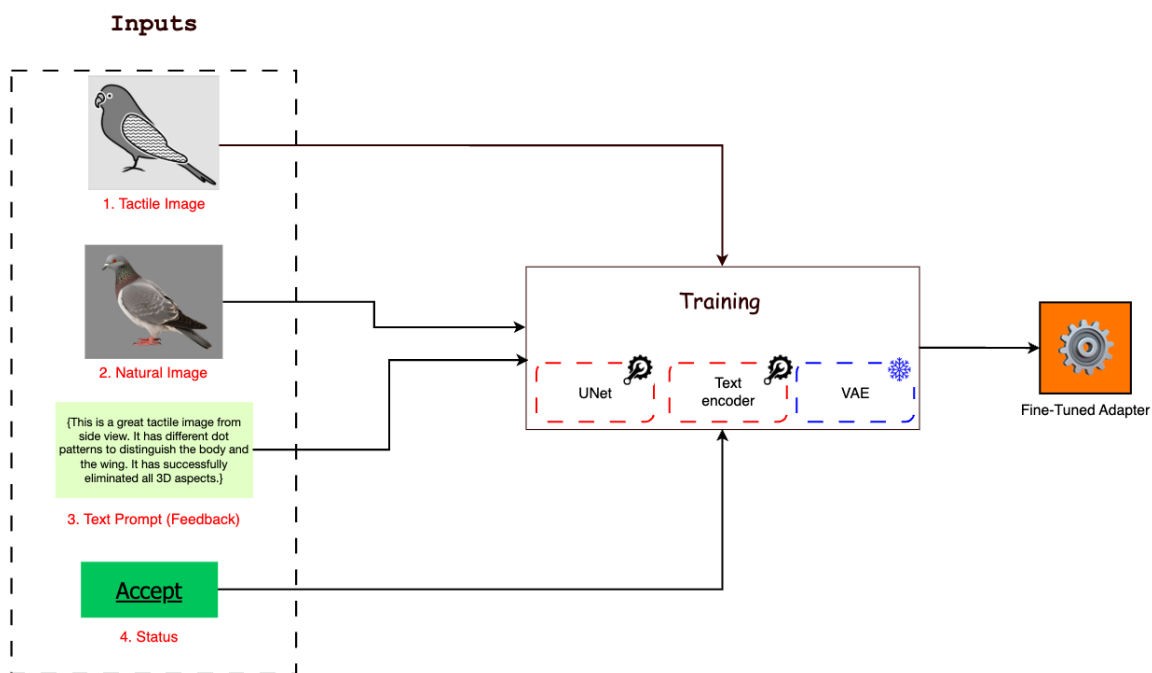 Inputs
1. Tactile Image
2. Natural Image
{This is a great tactile image from
side view. It has different dot
patterns to distinguish the body and
the wing. It has successfully
eliminated all 3D aspects.}
3. Text Prompt (Feedback)
Accept
4. Status
Training
UNet
Text
encoder
VAE
Fine-Tuned Adapter